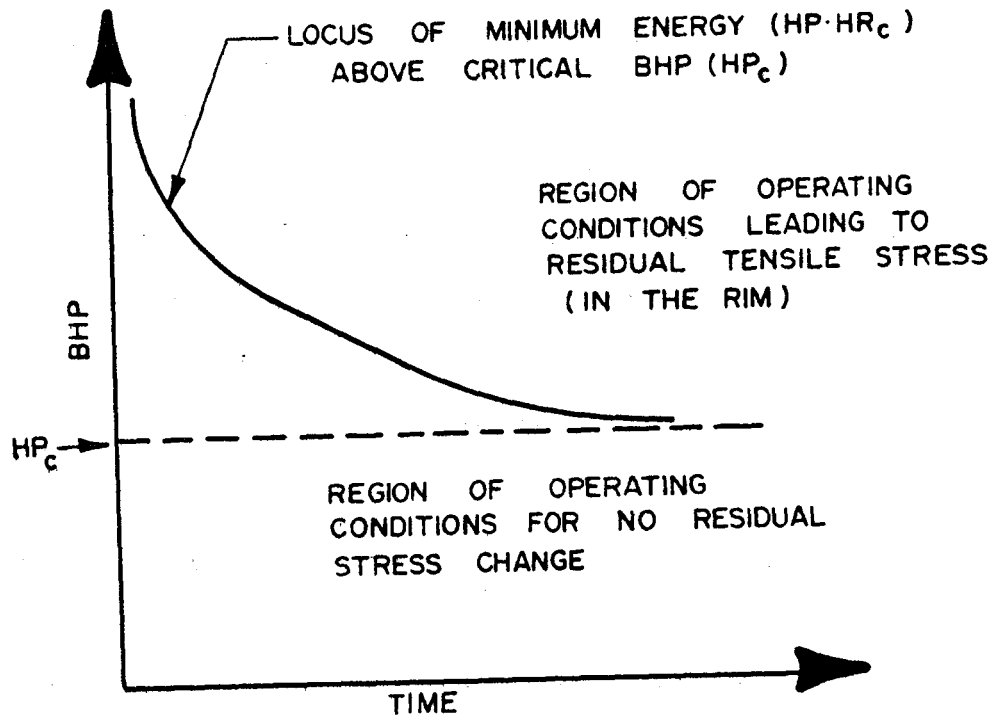 LOCUS OF MINIMUM ENERGY (HP·HRc)
ABOVE CRITICAL BHP (HPc)
REGION OF OPERATING
CONDITIONS LEADING TO
RESIDUAL TENSILE STRESS
(IN THE RIM)
BHP
HPc
REGION OF OPERATING
CONDITIONS FOR NO RESIDUAL
STRESS CHANGE
TIME